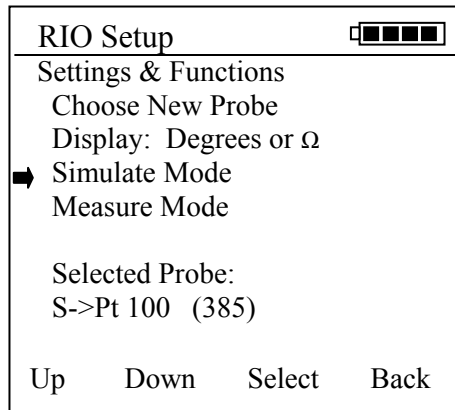 RIO Setup
Settings & Functions
Choose New Probe
Display: Degrees or Ω
Simulate Mode
Measure Mode
Selected Probe:
S->Pt 100 (385)
Up Down Select Back